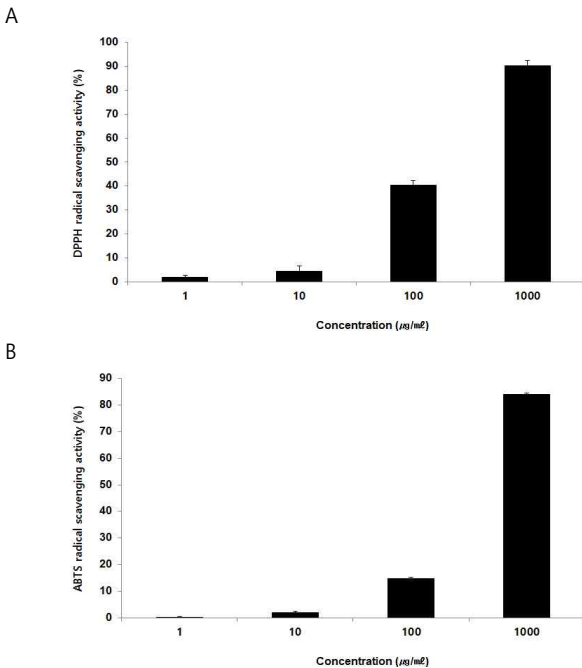 A
DPPH radical scavenging activity (%)
100
90
80
70
60
50
40
30
20
10
0
1 10 100 1000
Concentration (㎍/㎖)
B
ABTS radical scavenging activity (%)
90
80
70
60
50
40
30
20
10
0
1 10 100 1000
Concentration (㎍/㎖)